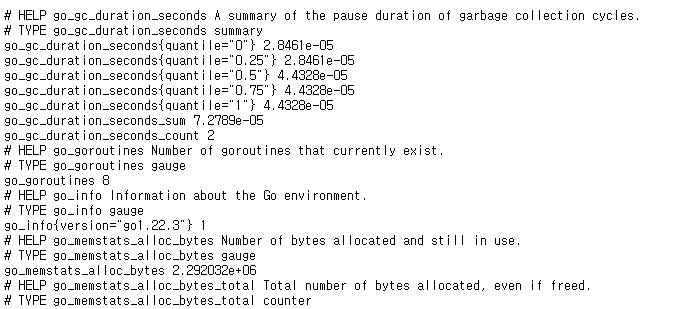 # HELP go_gc_duration_seconds A summary of the pause duration of garbage collection cycles.
# TYPE go_gc_duration_seconds summary
go_gc_duration_seconds{quantile="0"} 2.8461e-05
go_gc_duration_seconds{quantile="0.25"} 2.8461e-05
go_gc_duration_seconds{quantile="0.5"} 4.4328e-05
go_gc_duration_seconds{quantile="0.75"} 4.4328e-05
go_gc_duration_seconds{quantile="1"} 4.4328e-05
go_gc_duration_seconds_sum 7.2789e-05
go_gc_duration_seconds_count 2
# HELP go_goroutines Number of goroutines that currently exist.
# TYPE go_goroutines gauge
go_goroutines 8
# HELP go_info Information about the Go environment.
# TYPE go_info gauge
go_info{version="go1.22.3"} 1
# HELP go_memstats_alloc_bytes Number of bytes allocated and still in use.
# TYPE go_memstats_alloc_bytes gauge
go_memstats_alloc_bytes 2.292032e+06
# HELP go_memstats_alloc_bytes_total Total number of bytes allocated, even if freed.
# TYPE go_memstats_alloc_bytes_total counter